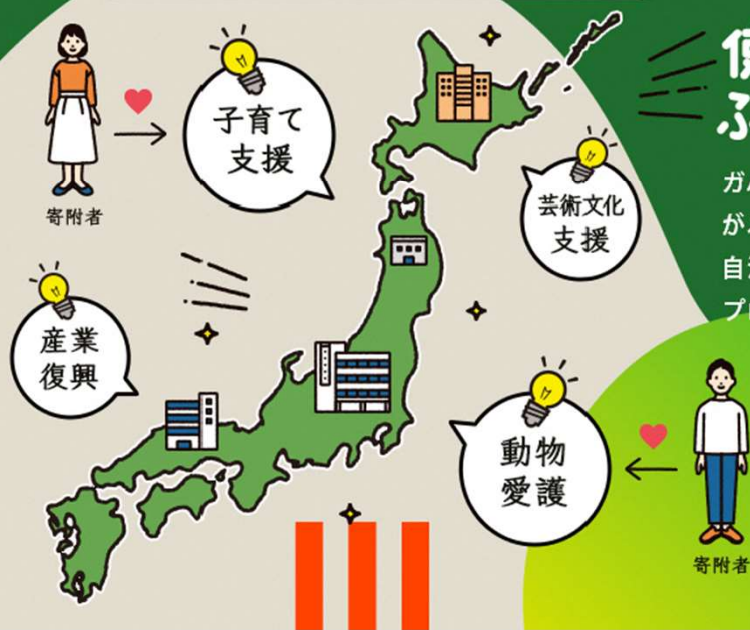 子育て
支援
寄附者
芸術文化
支援
産業
復興
動物
愛護
寄附者
ふ
ガ
が
自
プ